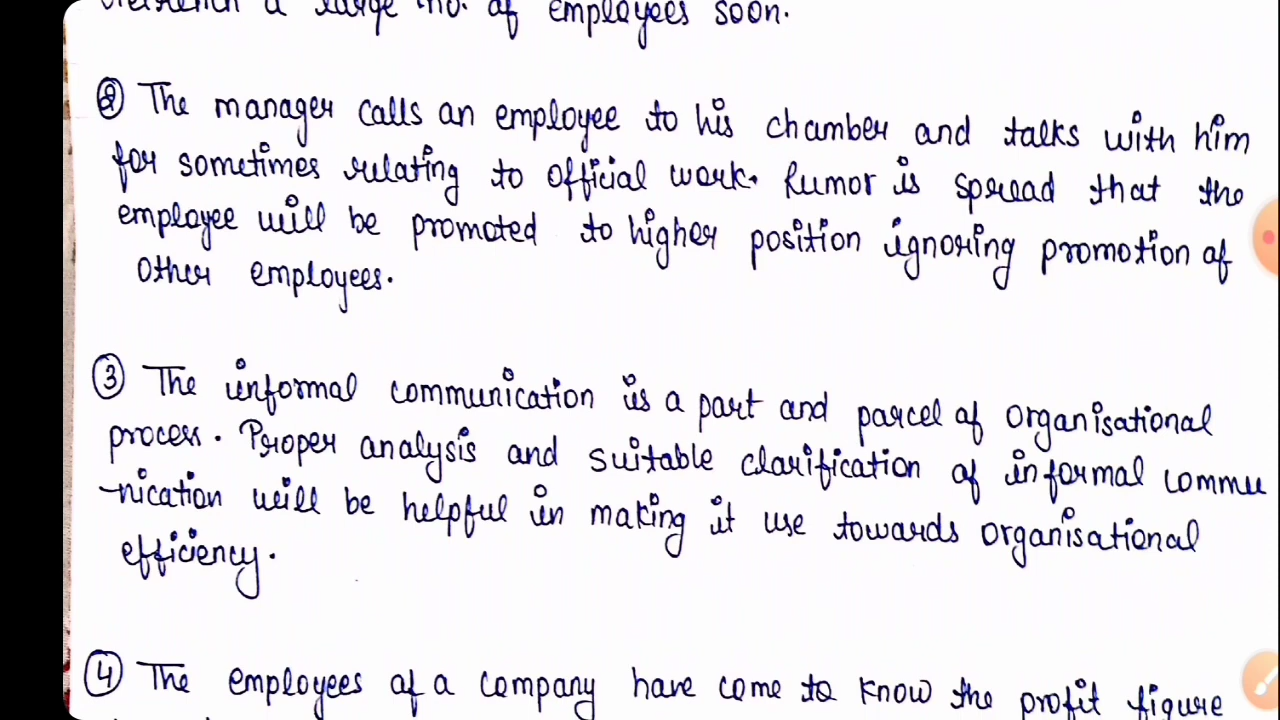 a large no. of employees soon.
② The manager calls an employee to his chamber and talks with him
for sometimes relating to official work. Rumor is spread that the
employee will be promoted to higher position ignoring promotion of
other employees.
③ The informal communication is a part and parcel of organisational
process. Proper analysis and suitable clarification of informal commu
-nication will be helpful in making it use towards organisational
efficiency.
④ The employees of a company have come to know the profit figure